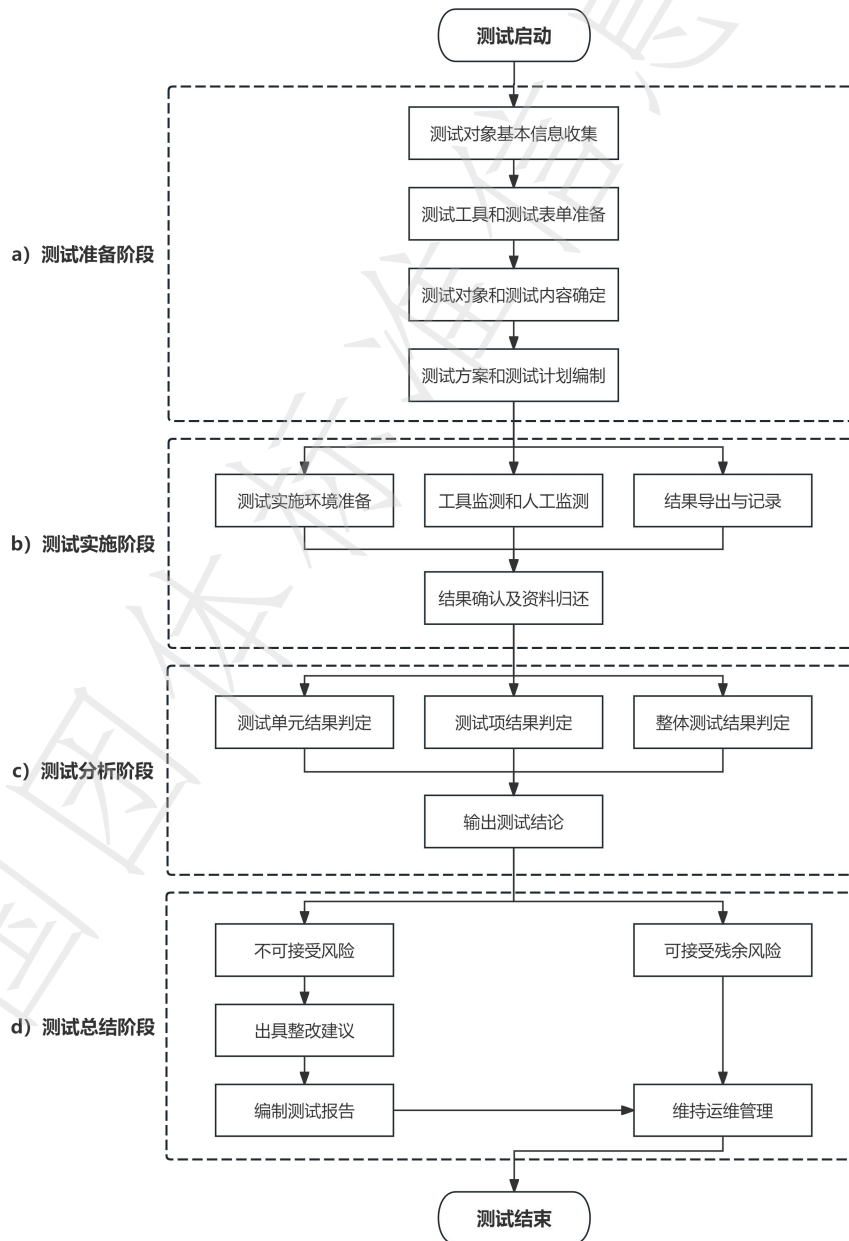 测试启动
a）测试准备阶段
测试对象基本信息收集
测试工具和测试表单准备
测试对象和测试内容确定
测试方案和测试计划编制
b）测试实施阶段
测试实施环境准备
工具监测和人工监测
结果导出与记录
结果确认及资料归还
c）测试分析阶段
测试单元结果判定
测试项结果判定
整体测试结果判定
输出测试结论
d）测试总结阶段
不可接受风险
可接受残余风险
出具整改建议
编制测试报告
维持运维管理
测试结束